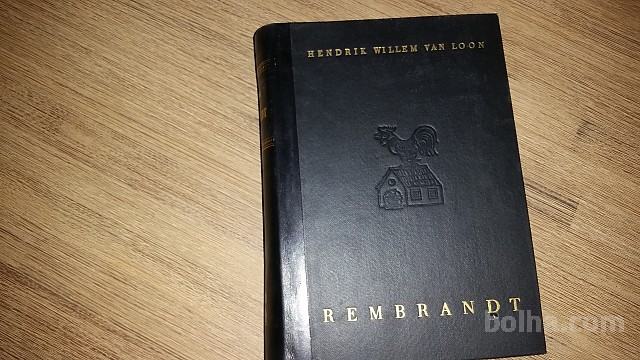 HENDRIK WILLEM VAN LOON
REMBRANDT
bolha.com